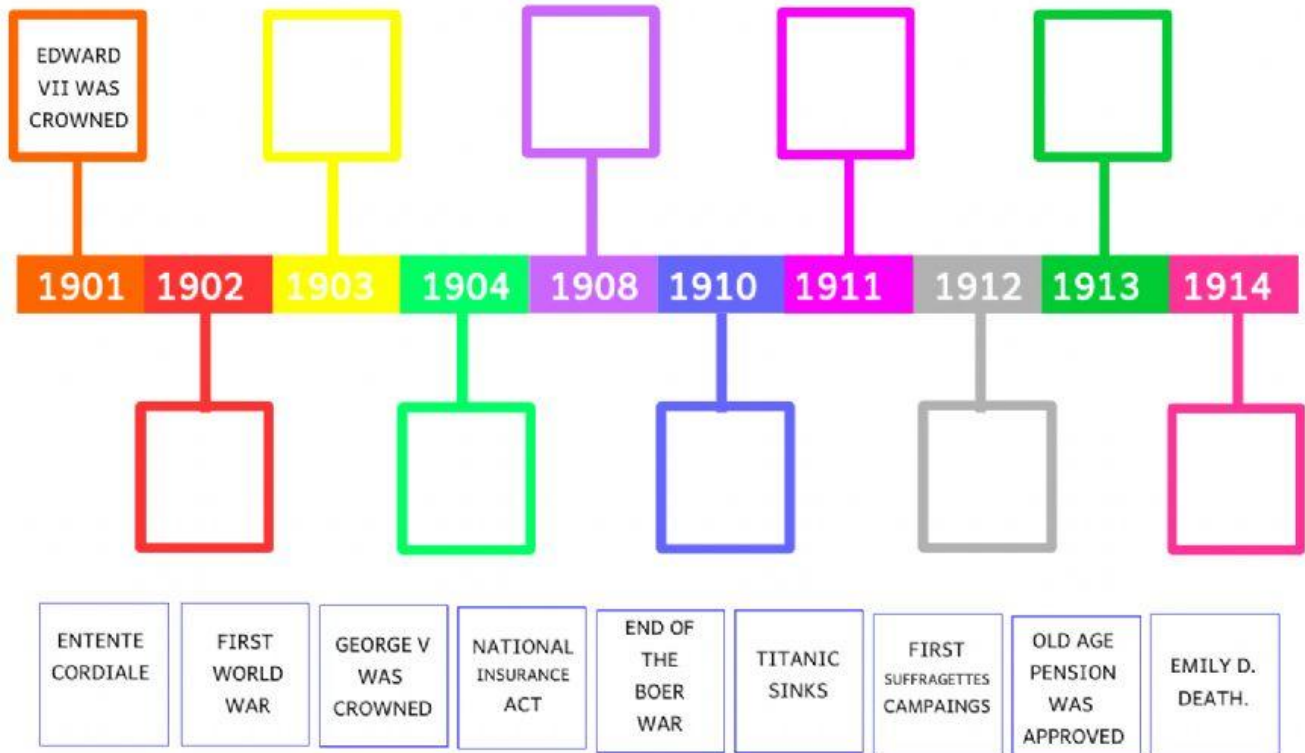 EDWARD
VII WAS
CROWNED
1901 1902 1903 1904 1908 1910 1911 1912 1913 1914
ENTENTE
CORDIALE
FIRST
WORLD
WAR
GEORGE V
WAS
CROWNED
NATIONAL
INSURANCE
ACT
END OF
THE
BOER
WAR
TITANIC
SINKS
FIRST
SUFFRAGETTES
CAMPAINGS
OLD AGE
PENSION
WAS
APPROVED
EMILY D.
DEATH.